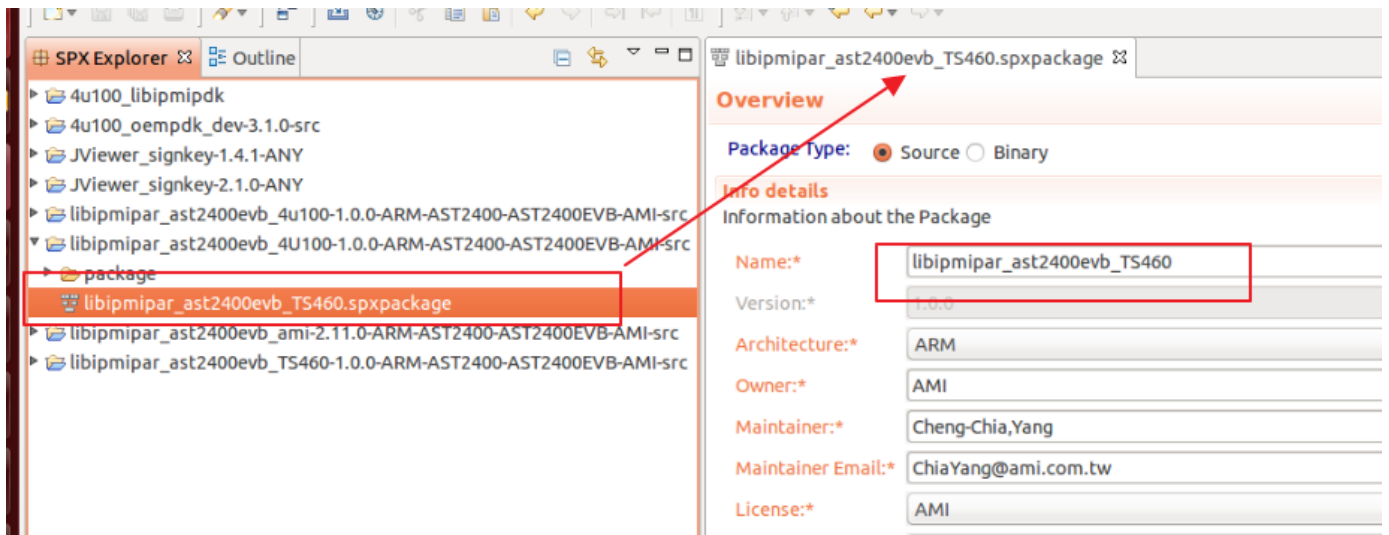 SPX Explorer
Outline
4u100_libipmipdk
4u100_oempdk_dev-3.1.0-src
JViewer_signkey-1.4.1-ANY
JViewer_signkey-2.1.0-ANY
libipmipar_ast2400evb_4u100-1.0.0-ARM-AST2400-AST2400EVB-AMI-src
libipmipar_ast2400evb_4U100-1.0.0-ARM-AST2400-AST2400EVB-AMI-src
package
libipmipar_ast2400evb_TS460.spxpackage
libipmipar_ast2400evb_ami-2.11.0-ARM-AST2400-AST2400EVB-AMI-src
libipmipar_ast2400evb_TS460-1.0.0-ARM-AST2400-AST2400EVB-AMI-src
libipmipar_ast2400evb_TS460.spxpackage
Overview
Package Type: Source Binary
Info details
Information about the Package
Name:* libipmipar_ast2400evb_TS460
Version:* 1.0.0
Architecture:* ARM
Owner:* AMI
Maintainer:* Cheng-Chia,Yang
Maintainer Email:* ChiaYang@ami.com.tw
License:* AMI